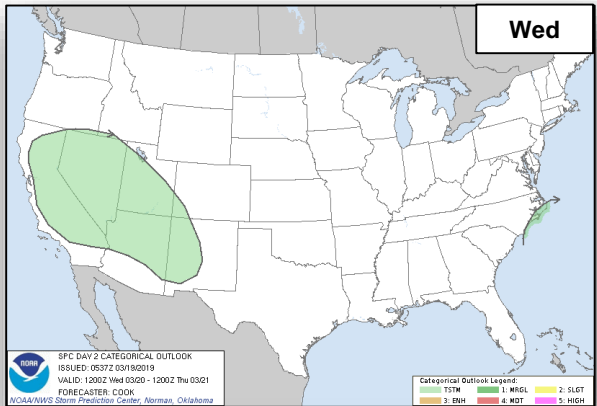 Wed
NOAA
SPC DAY 2 CATEGORICAL OUTLOOK
ISSUED: 0537Z 03/19/2019
VALID: 1200Z Wed 03/20 - 1200Z Thu 03/21
FORECASTER: COOK
NOAA/NWS Storm Prediction Center, Norman, Oklahoma
Categorical Outlook Legend:
TSTM 1: MRGL 2: SLGT
3: ENH 4: MDT 5: HIGH